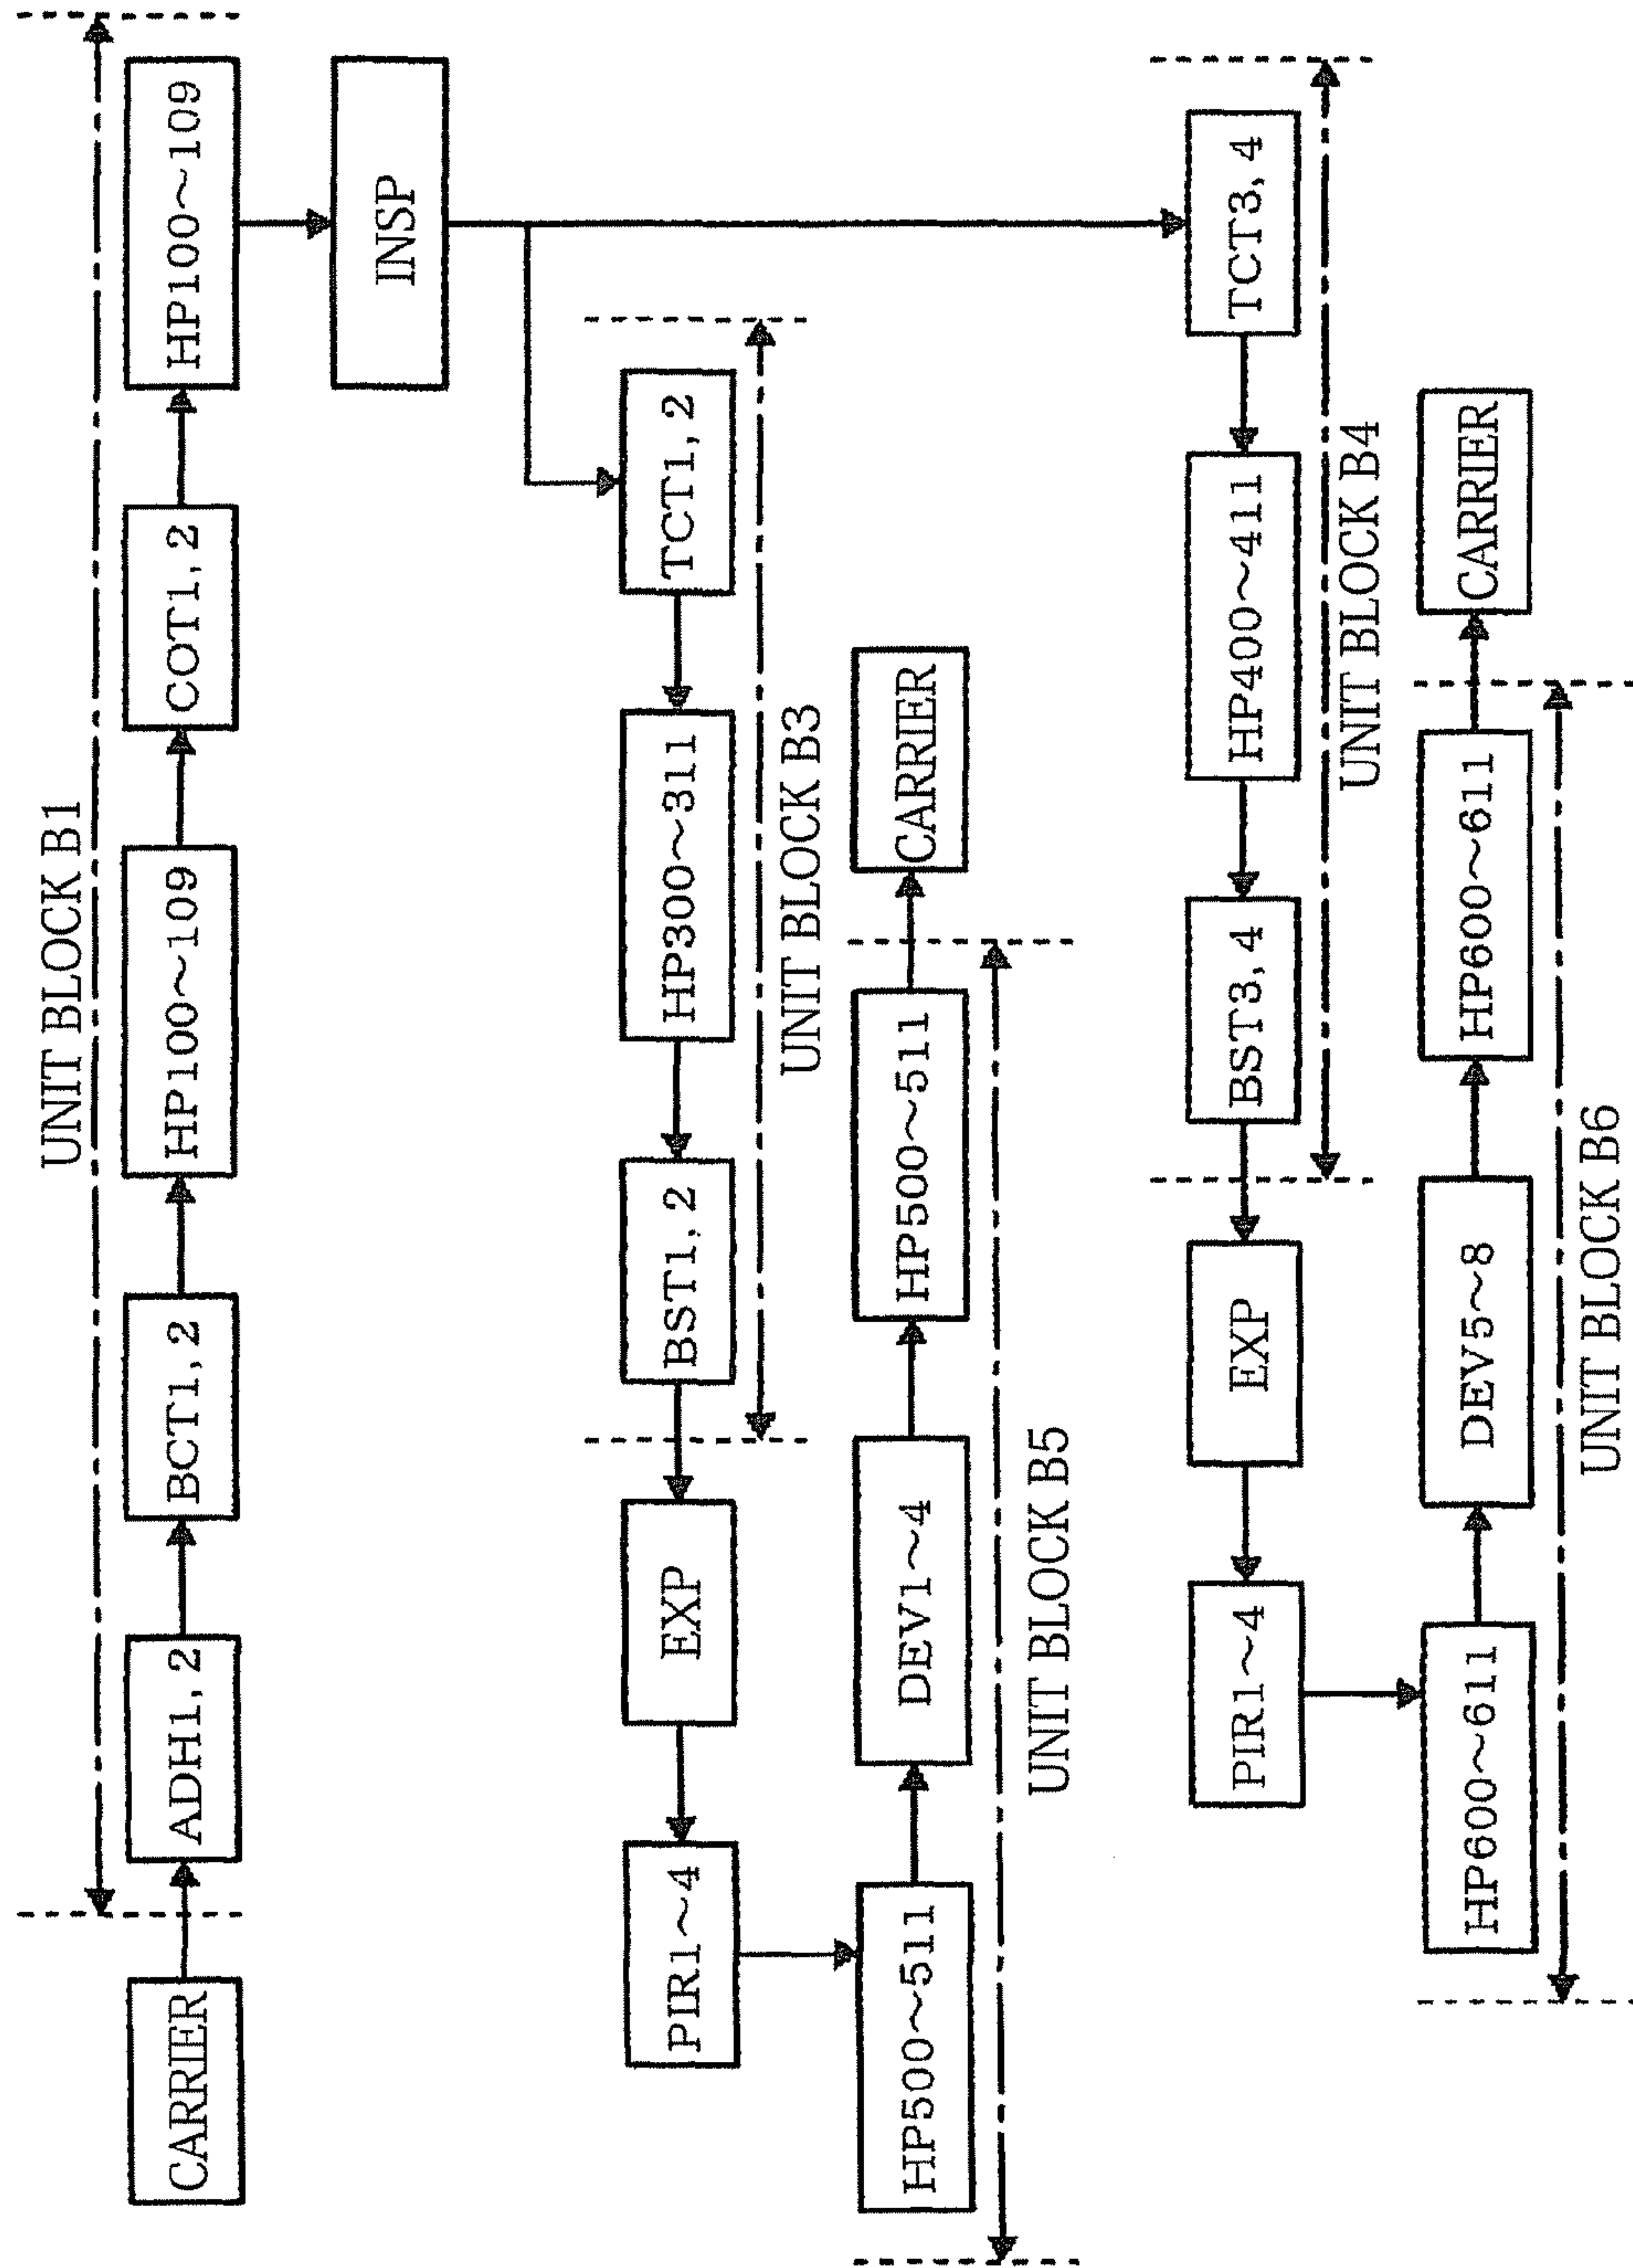 UNIT BLOCK B1
CARRIER
ADH1, 2
BCT1, 2
HP100~109
COT1, 2
HP100~109
INSP
TCT1, 2
HP300~311
BST1, 2
UNIT BLOCK B3
EXP
PIR1~4
HP500~511
DEV1~4
HP500~511
CARRIER
UNIT BLOCK B5
TCT3, 4
HP400~411
BST3, 4
UNIT BLOCK B4
EXP
PIR1~4
HP600~611
DEV5~8
HP600~611
CARRIER
UNIT BLOCK B6